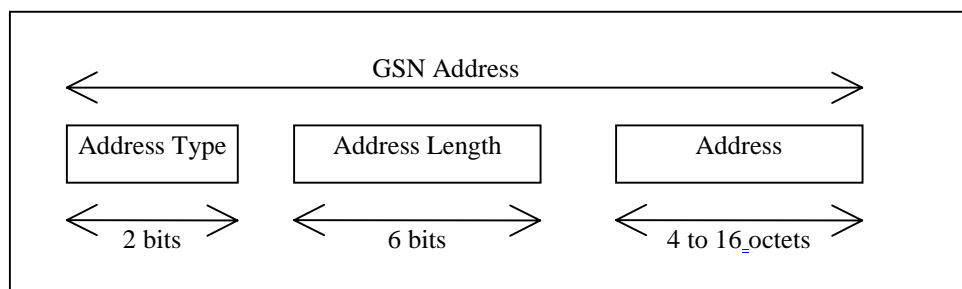 GSN Address
Address Type Address Length Address
2 bits 6 bits 4 to 16 octets